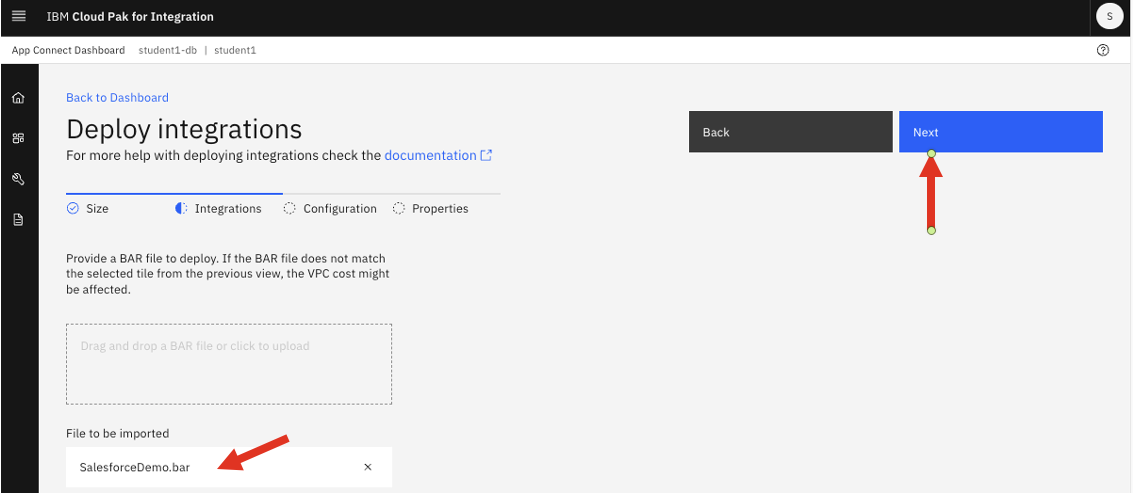 IBM Cloud Pak for Integration
S
App Connect Dashboard student1-db | student1
Back to Dashboard
Deploy integrations
For more help with deploying integrations check the documentation
Back
Next
Size
Integrations
Configuration
Properties
Provide a BAR file to deploy. If the BAR file does not match
the selected tile from the previous view, the VPC cost might
be affected.
Drag and drop a BAR file or click to upload
File to be imported
SalesforceDemo.bar